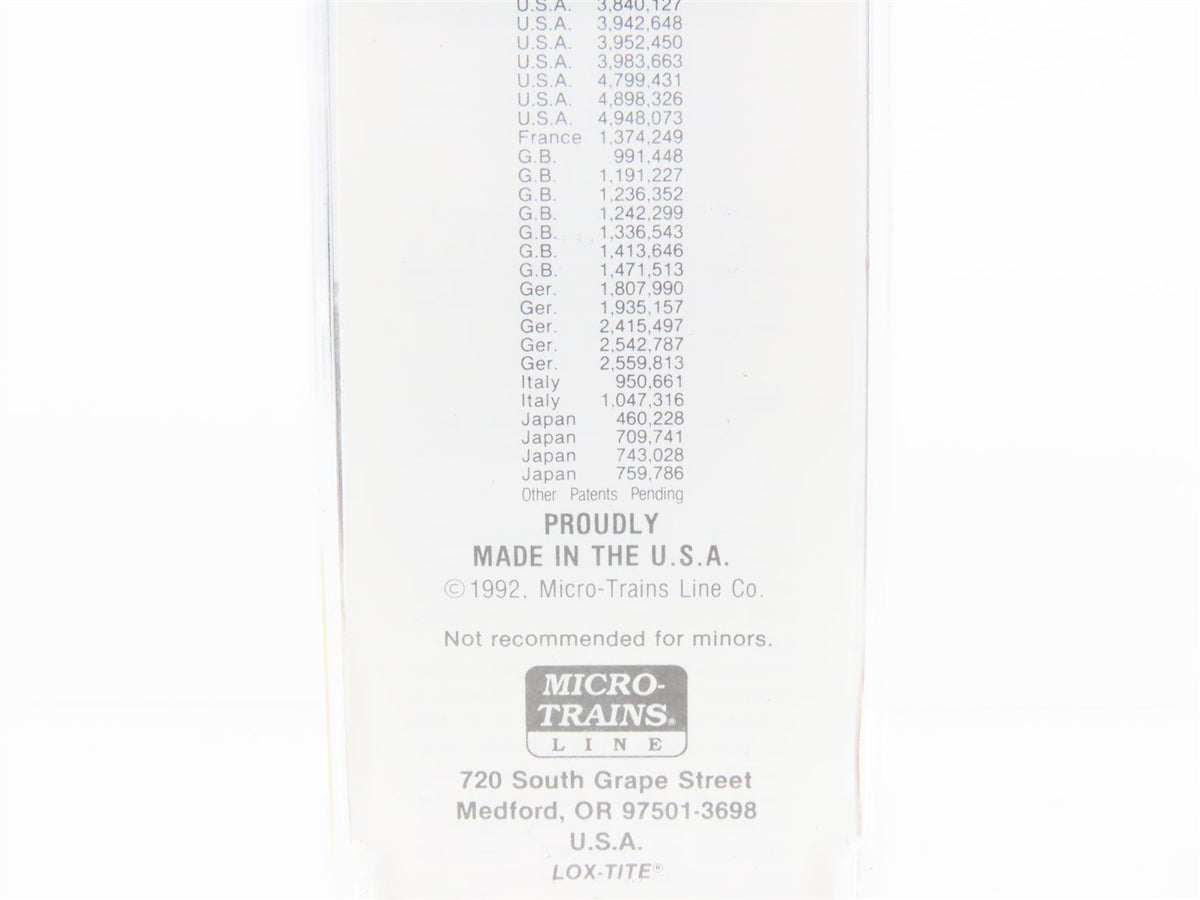 U.S.A. 3,840,127
U.S.A. 3,942,648
U.S.A. 3,952,450
U.S.A. 3,983,663
U.S.A. 4,799,431
U.S.A. 4,898,326
U.S.A. 4,948,073
France 1,374,249
G.B. 991,448
G.B. 1,191,227
G.B. 1,236,352
G.B. 1,242,299
G.B. 1,336,543
G.B. 1,413,646
G.B. 1,471,513
Ger. 1,807,990
Ger. 1,935,157
Ger. 2,415,497
Ger. 2,542,787
Ger. 2,559,813
Italy 950,661
Italy 1,047,316
Japan 460,228
Japan 709,741
Japan 743,028
Japan 759,786
Other Patents Pending
PROUDLY
MADE IN THE U.S.A.
©1992, Micro-Trains Line Co.
Not recommended for minors.
MICRO-
TRAINS®
LINE
720 South Grape Street
Medford, OR 97501-3698
U.S.A.
LOX-TITE®